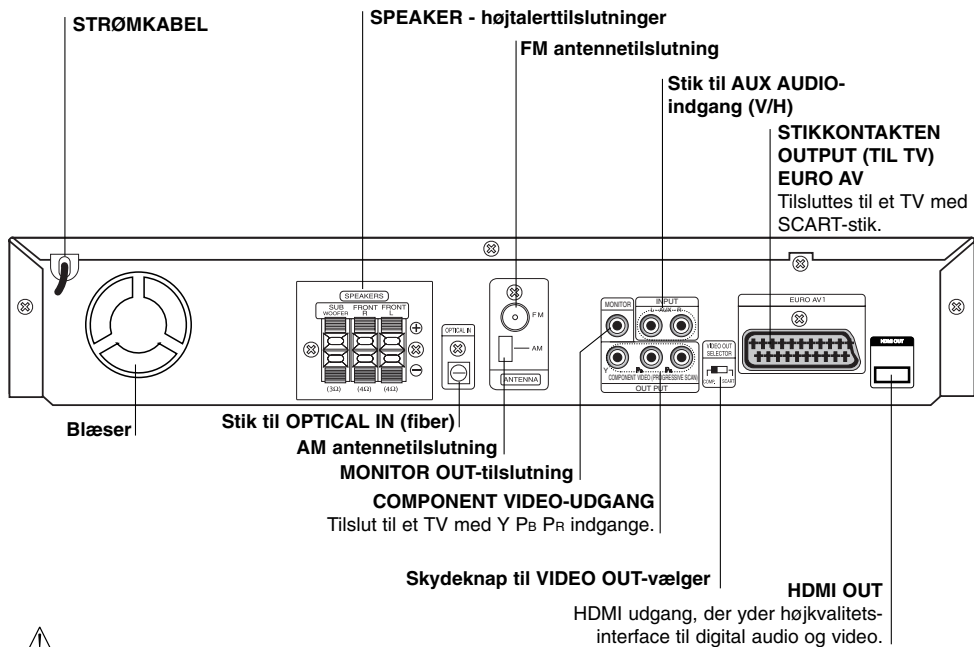 STRØMKABEL
SPEAKER - højtalerttilslutninger
FM antennetilslutning
Stik til AUX AUDIO-
indgang (V/H)
STIKKONTAKTEN
OUTPUT (TIL TV)
EURO AV
Tilsluttes til et TV med
SCART-stik.
SPEAKERS
SUB
WOOFER
FRONT
R
FRONT
L
(3Ω)
(4Ω)
(4Ω)
OPTICAL IN
FM
AM
ANTENNA
MONITOR
INPUT
L AUX R
Y PB PR
COMPONENT VIDEO (PROGRESSIVE SCAN)
OUTPUT
VIDEO OUT
SELECTOR
COMP. SCART
EURO AV1
HDMI OUT
Blæser
Stik til OPTICAL IN (fiber)
AM antennetilslutning
MONITOR OUT-tilslutning
COMPONENT VIDEO-UDGANG
Tilslut til et TV med Y PB PR indgange.
Skydeknap til VIDEO OUT-vælger
HDMI OUT
HDMI udgang, der yder højkvalitets-
interface til digital audio og video.